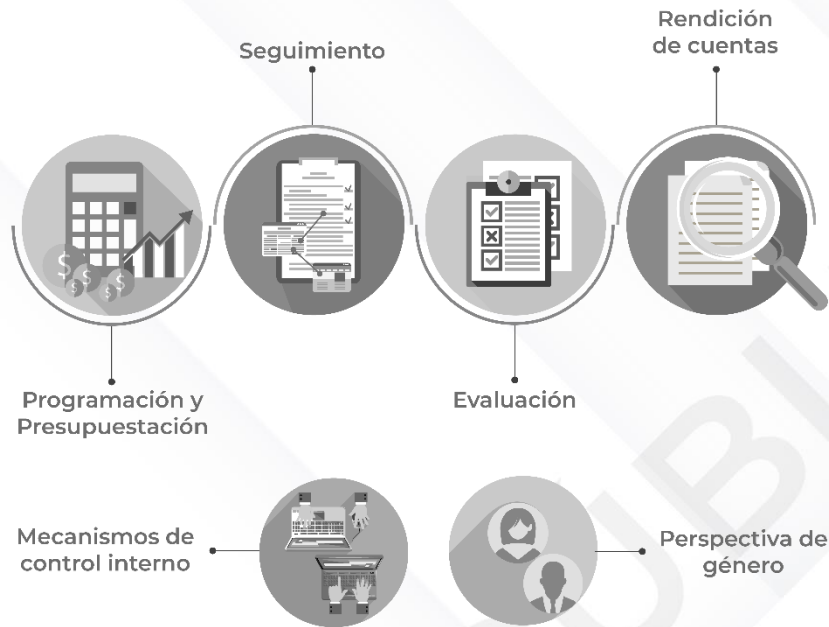 Seguimiento
Rendición
de cuentas
Programación y
Presupuestación
Evaluación
Mecanismos de
control interno
Perspectiva de
género